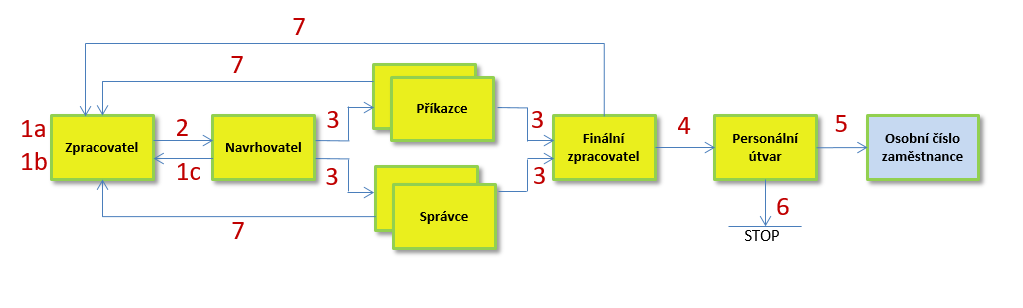 7
7
1a
1b
Zpracovatel
2
1c
Navrhovatel
3
3
Příkazce
Správce
7
3
3
Finální
zpracovatel
4
Personální
útvar
5
Osobní číslo
zaměstnance
6
STOP